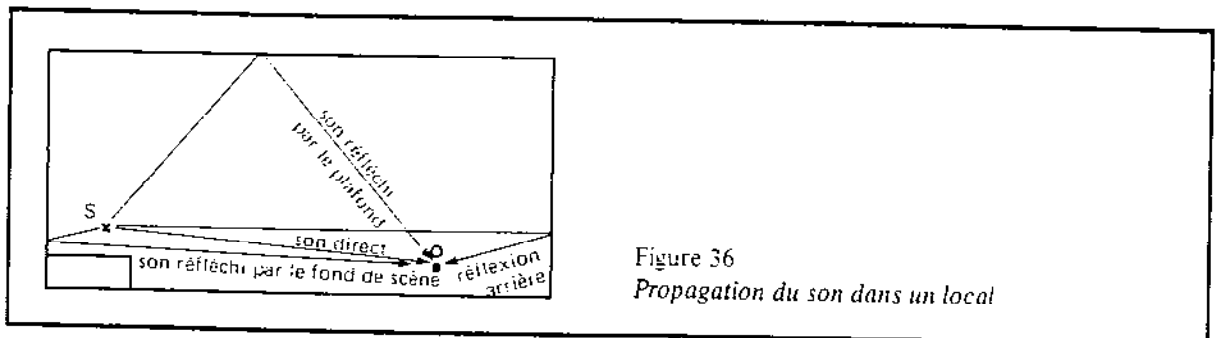 son réfléchi
par le plafond
S
son direct
son réfléchi par le fond de scène
réflexion
arrière
Figure 36
Propagation du son dans un local